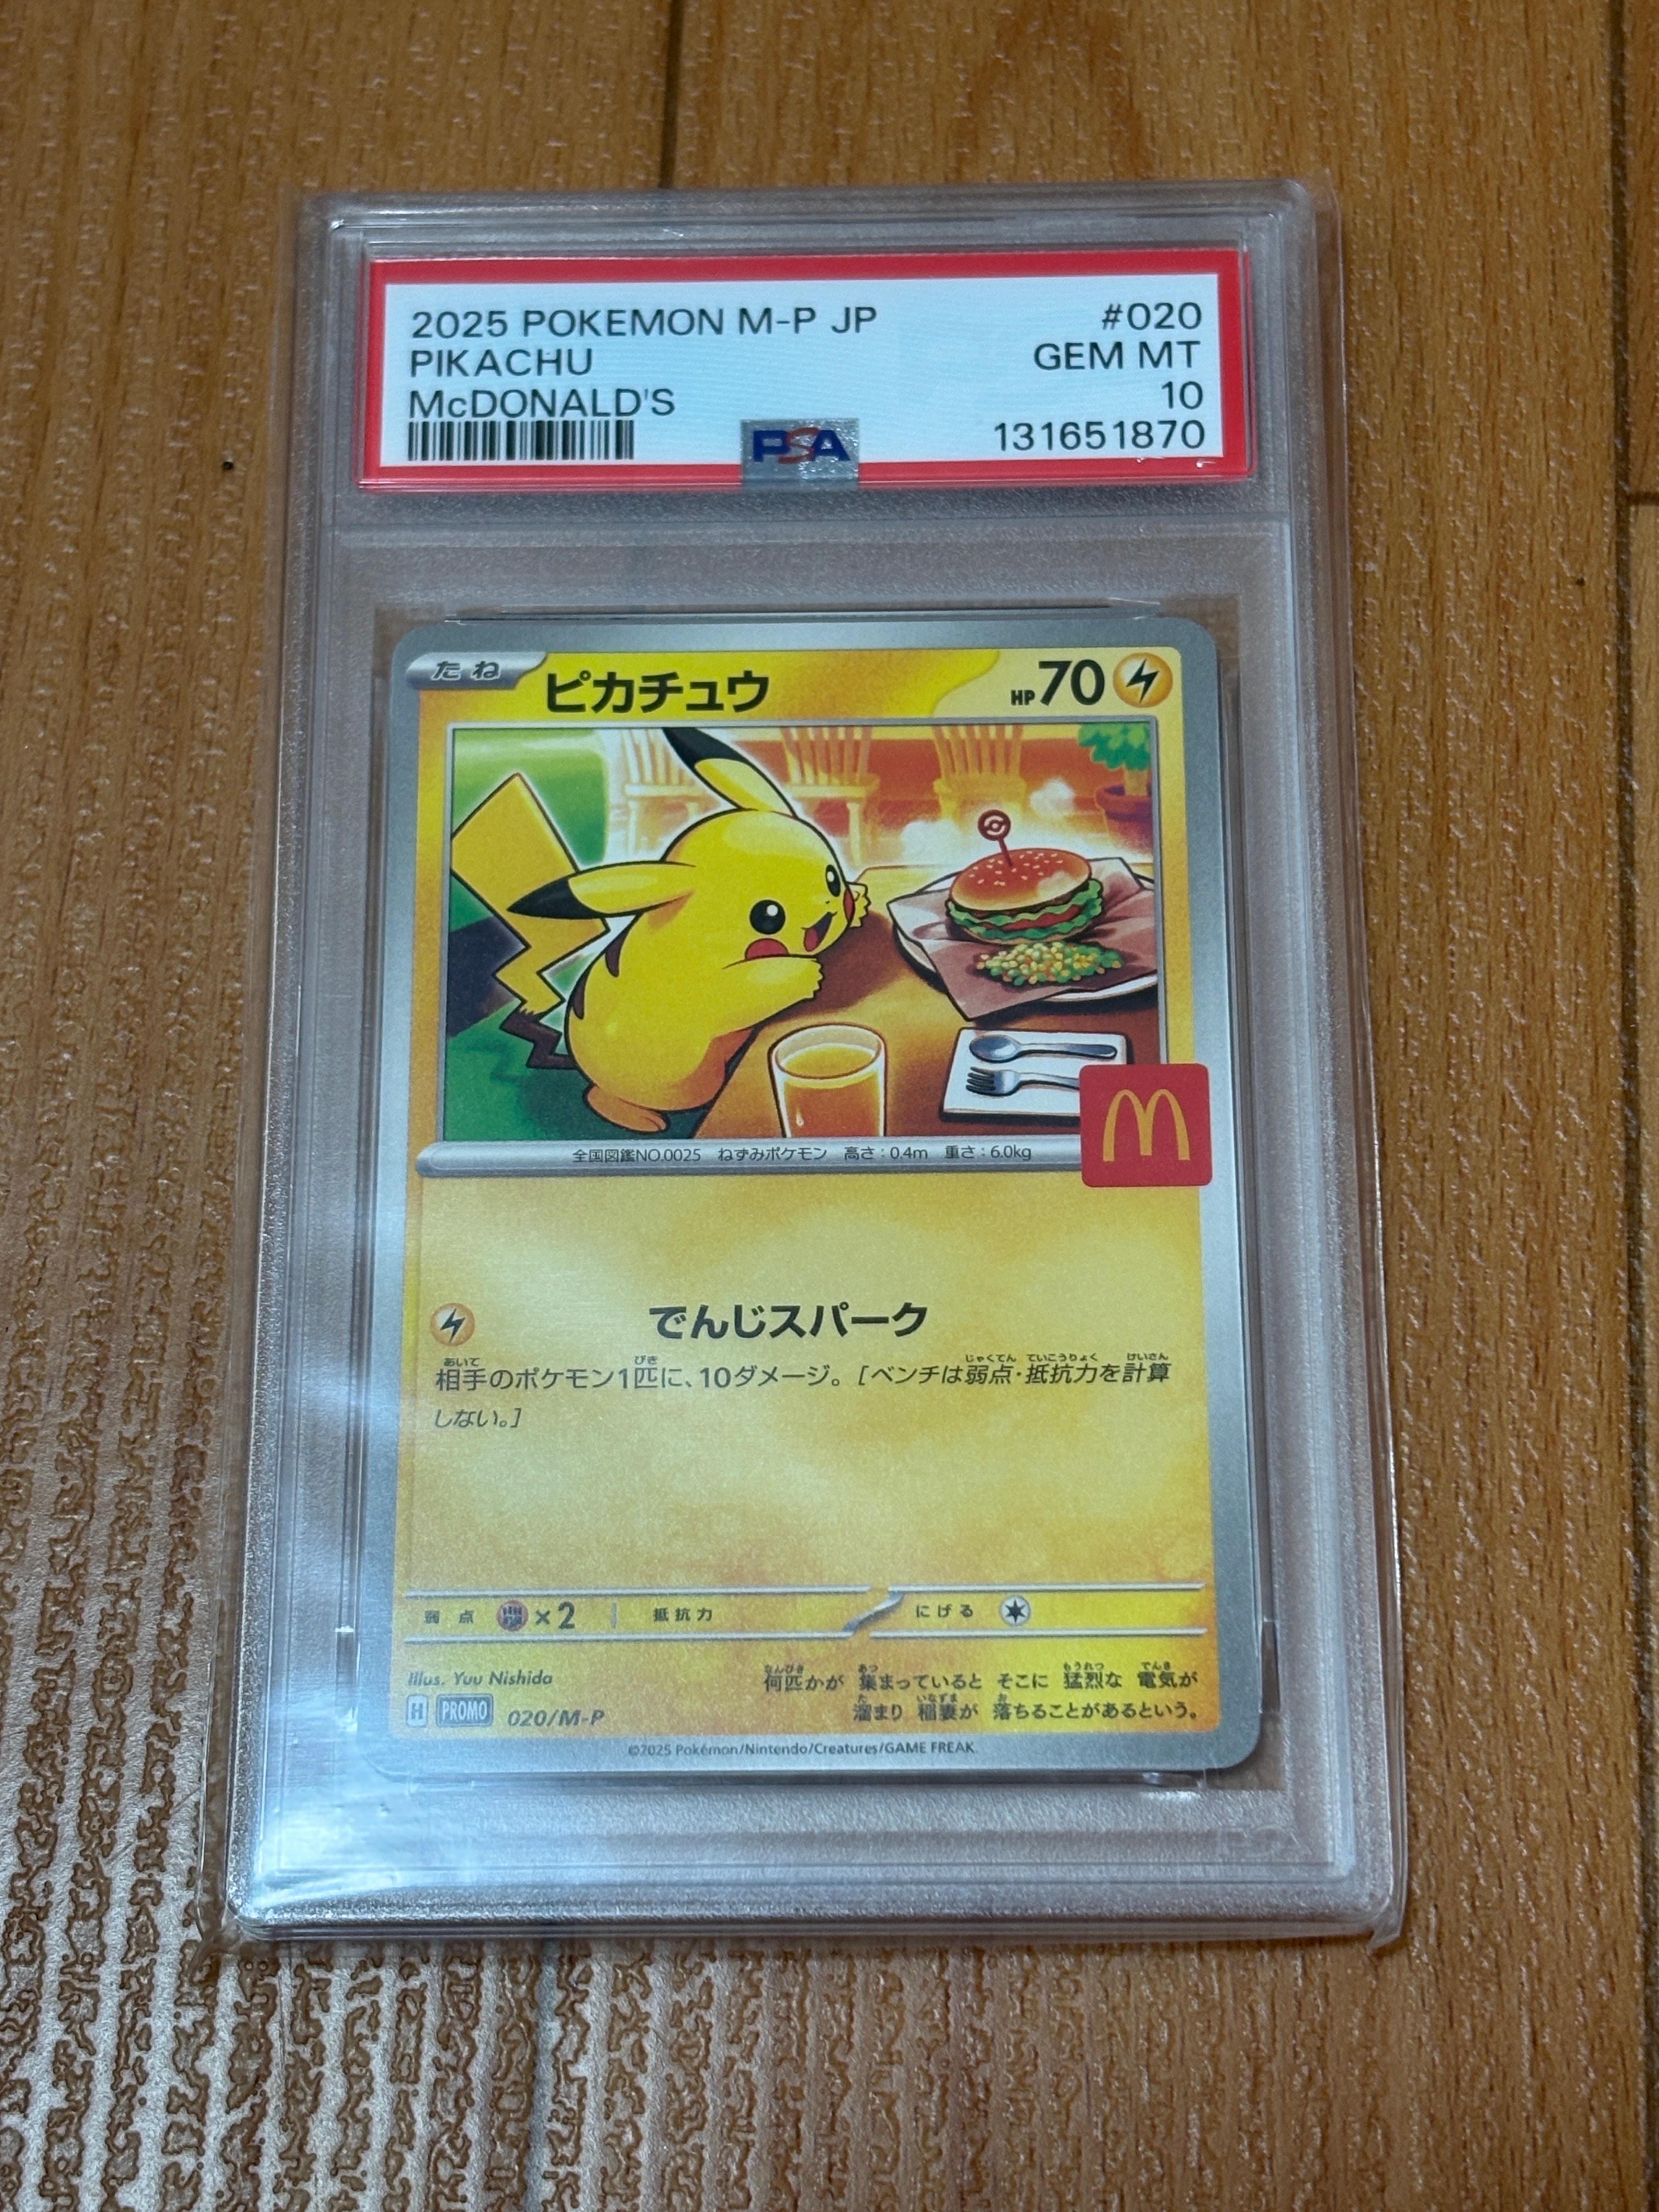 2025 POKEMON M-P JP #020
PIKACHU GEM MT
McDONALD'S 10
PSA 131651870
たね ピカチュウ HP70
M
全国図鑑NO.0025 ねずみポケモン 高さ:0.4m 重さ:6.0kg
でんじスパーク
相手のポケモン1匹に、10ダメージ。[ベンチは弱点・抵抗力を計算
しない。]
弱点 ×2 抵抗力 にげる
Illus. Yuu Nishida
何匹かが 集まっていると そこに 猛烈な 電気が
溜まり 稲妻が 落ちることがあるという。
H PROMO 020/M-P
©2025 Pokémon/Nintendo/Creatures/GAME FREAK.